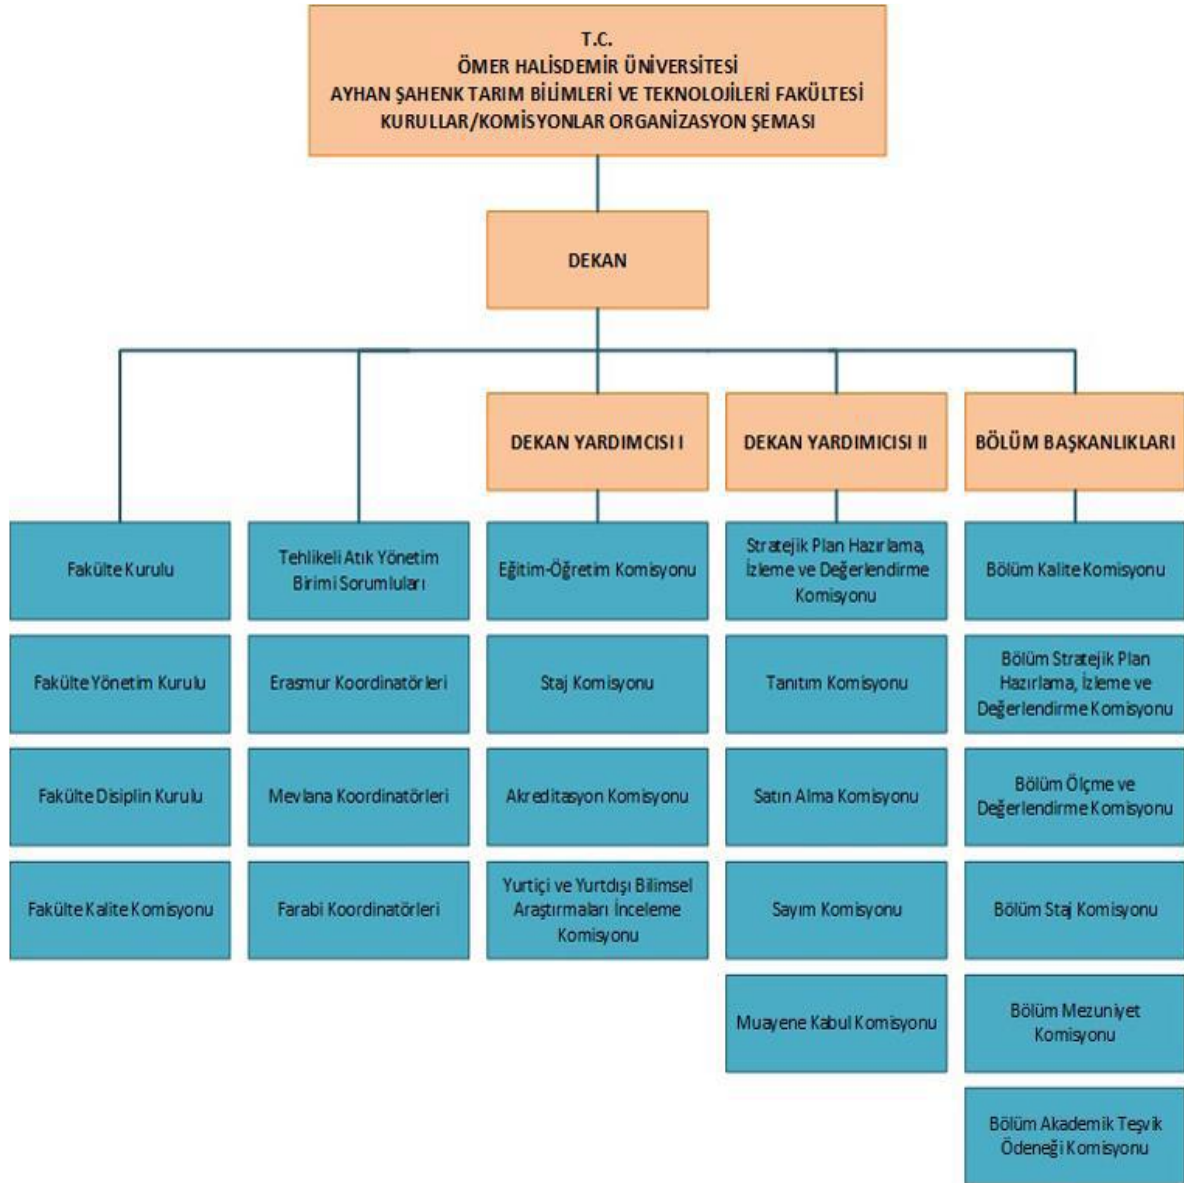 T.C.
ÖMER HALİSDEMİR ÜNİVERSİTESİ
AYHAN ŞAHENK TARIM BİLİMLERİ VE TEKNOLOJİLERİ FAKÜLTESİ
KURULLAR/KOMİSYONLAR ORGANİZASYON ŞEMASI
DEKAN
DEKAN YARDIMCISI I
DEKAN YARDIMICISI II
BÖLÜM BAŞKANLIKLARI
Fakülte Kurulu
Fakülte Yönetim Kurulu
Fakülte Disiplin Kurulu
Fakülte Kalite Komisyonu
Tehlikeli Atık Yönetim
Birimi Sorumluları
Erasmur Koordinatörleri
Mevlana Koordinatörleri
Farabi Koordinatörleri
Eğitim-Öğretim Komisyonu
Staj Komisyonu
Akreditasyon Komisyonu
Yurtiçi ve Yurtdışı Bilimsel
Araştırmaları İnceleme
Komisyonu
Stratejik Plan Hazırlama,
İzleme ve Değerlendirme
Komisyonu
Tanıtım Komisyonu
Satın Alma Komisyonu
Sayım Komisyonu
Muayene Kabul Komisyonu
Bölüm Kalite Komisyonu
Bölüm Stratejik Plan
Hazırlama, İzleme ve
Değerlendirme Komisyonu
Bölüm Ölçme ve
Değerlendirme Komisyonu
Bölüm Staj Komisyonu
Bölüm Mezuniyet
Komisyonu
Bölüm Akademik Teşvik
Ödeneği Komisyonu